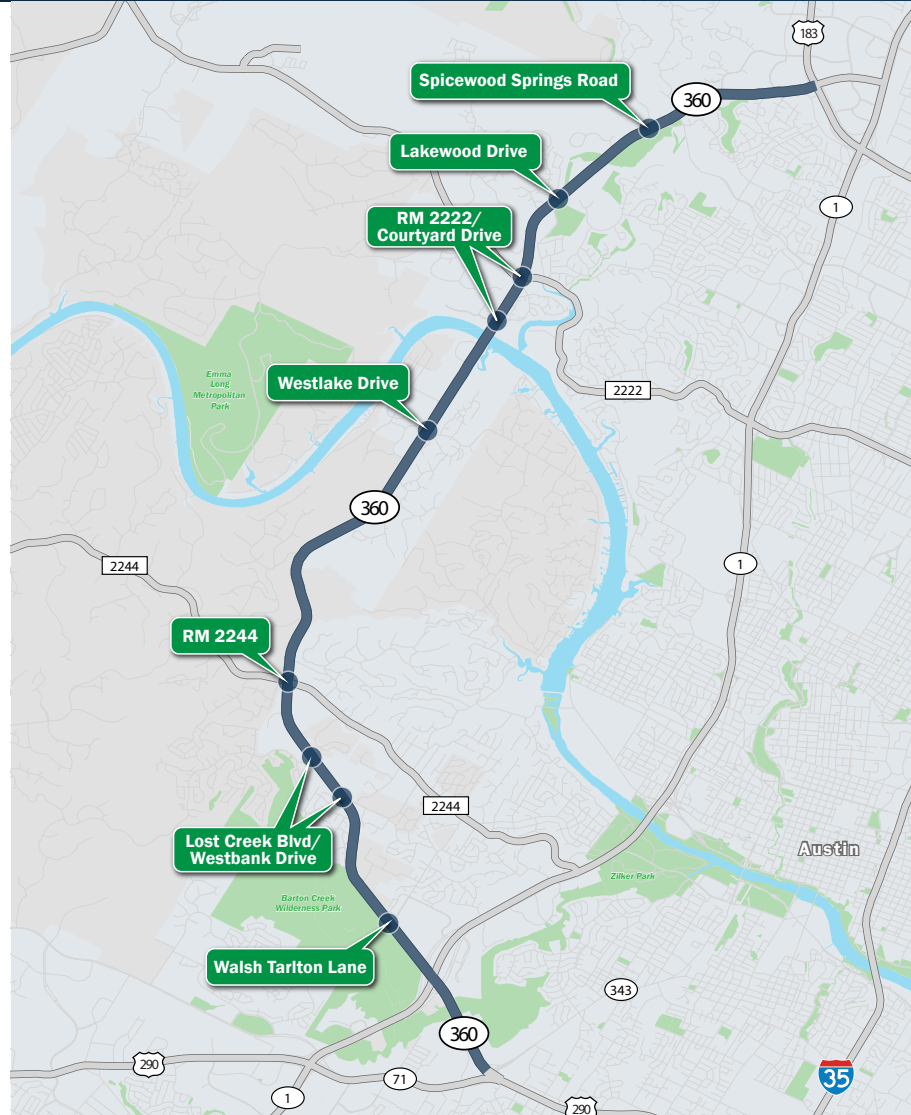 183
Spicewood Springs Road
360
Lakewood Drive
1
RM 2222/
Courtyard Drive
Emma
Long
Metropolitan
Park
Westlake Drive
2222
360
2244
1
RM 2244
2244
Lost Creek Blvd/
Westbank Drive
Austin
Zilker Park
Barton Creek
Wilderness Park
Walsh Tarlton Lane
343
360
290
71
35
1
290